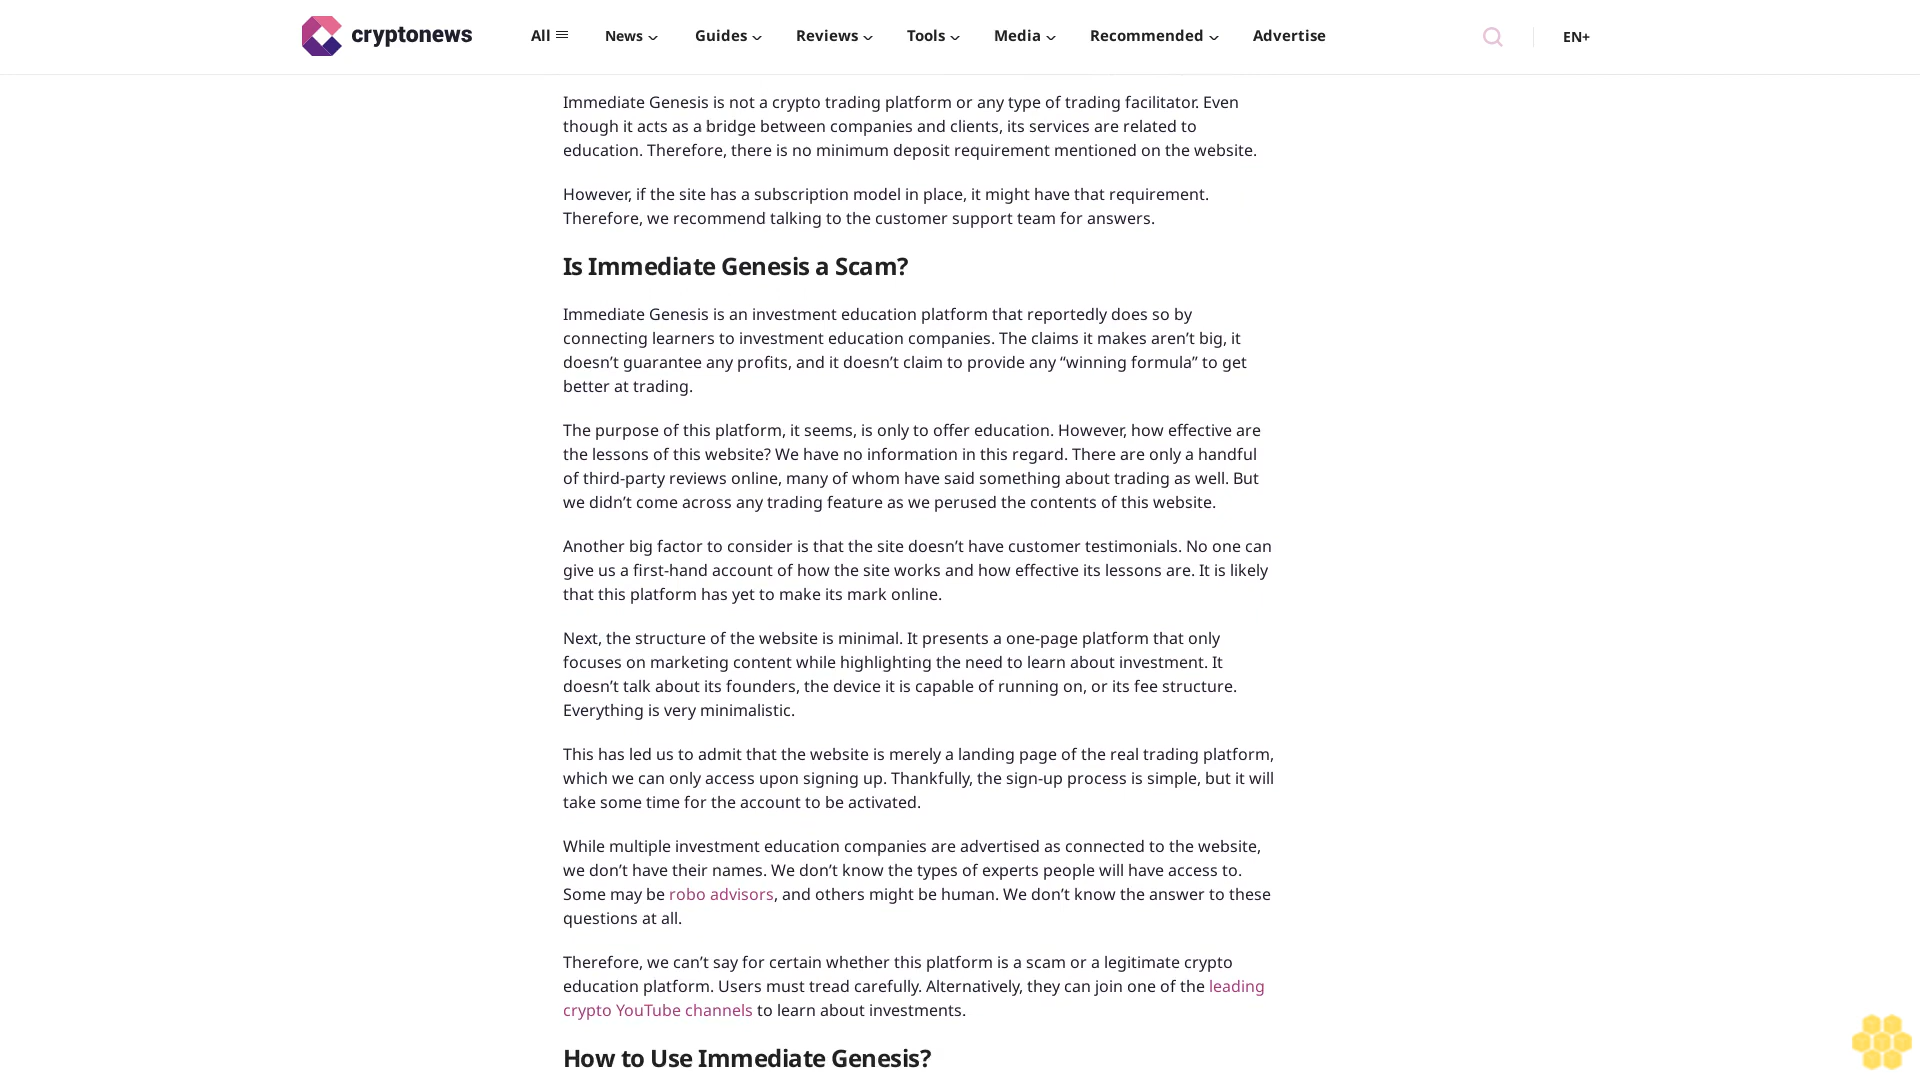 cryptonews
All
News
Guides
Reviews
Tools
Media
Recommended
Advertise
EN+
Immediate Genesis is not a crypto trading platform or any type of trading facilitator. Even
though it acts as a bridge between companies and clients, its services are related to
education. Therefore, there is no minimum deposit requirement mentioned on the website.
However, if the site has a subscription model in place, it might have that requirement.
Therefore, we recommend talking to the customer support team for answers.
Is Immediate Genesis a Scam?
Immediate Genesis is an investment education platform that reportedly does so by
connecting learners to investment education companies. The claims it makes aren’t big, it
doesn’t guarantee any profits, and it doesn’t claim to provide any “winning formula” to get
better at trading.
The purpose of this platform, it seems, is only to offer education. However, how effective are
the lessons of this website? We have no information in this regard. There are only a handful
of third-party reviews online, many of whom have said something about trading as well. But
we didn’t come across any trading feature as we perused the contents of this website.
Another big factor to consider is that the site doesn’t have customer testimonials. No one can
give us a first-hand account of how the site works and how effective its lessons are. It is likely
that this platform has yet to make its mark online.
Next, the structure of the website is minimal. It presents a one-page platform that only
focuses on marketing content while highlighting the need to learn about investment. It
doesn’t talk about its founders, the device it is capable of running on, or its fee structure.
Everything is very minimalistic.
This has led us to admit that the website is merely a landing page of the real trading platform,
which we can only access upon signing up. Thankfully, the sign-up process is simple, but it will
take some time for the account to be activated.
While multiple investment education companies are advertised as connected to the website,
we don’t have their names. We don’t know the types of experts people will have access to.
Some may be robo advisors, and others might be human. We don’t know the answer to these
questions at all.
Therefore, we can’t say for certain whether this platform is a scam or a legitimate crypto
education platform. Users must tread carefully. Alternatively, they can join one of the leading
crypto YouTube channels to learn about investments.
How to Use Immediate Genesis?